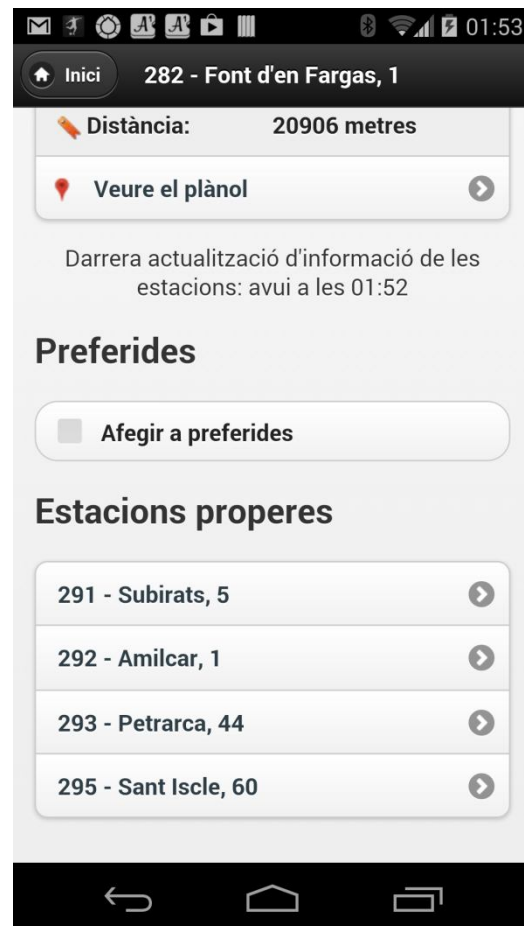 01:53
Inici 282 - Font d'en Fargas, 1
Distància: 20906 metres
Veure el plànol
Darrera actualització d'informació de les
estacions: avui a les 01:52
Preferides
Afegir a preferides
Estacions properes
291 - Subirats, 5
292 - Amilcar, 1
293 - Petrarca, 44
295 - Sant Iscle, 60